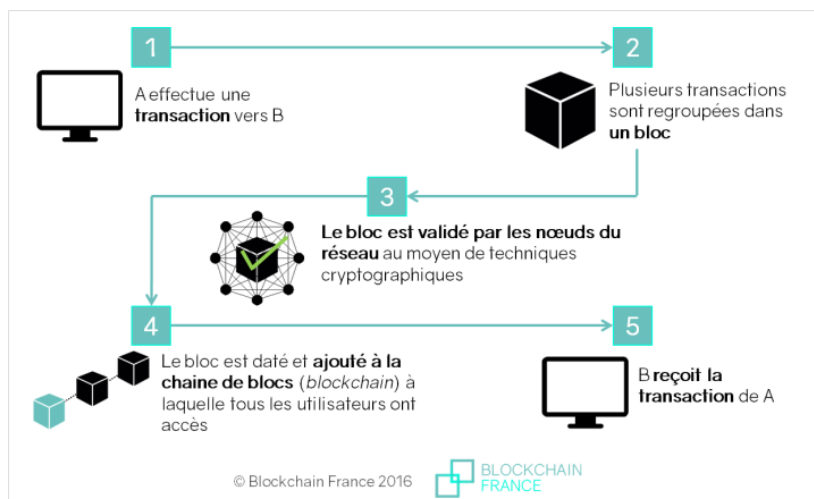 1
2
A effectue une
transaction vers B
Plusieurs transactions
sont regroupées dans
un bloc
3
Le bloc est validé par les nœuds du
réseau au moyen de techniques
cryptographiques
4
5
Le bloc est daté et ajouté à la
chaine de blocs (blockchain) à
laquelle tous les utilisateurs ont
accès
B reçoit la
transaction de A
© Blockchain France 2016
BLOCKCHAIN
FRANCE